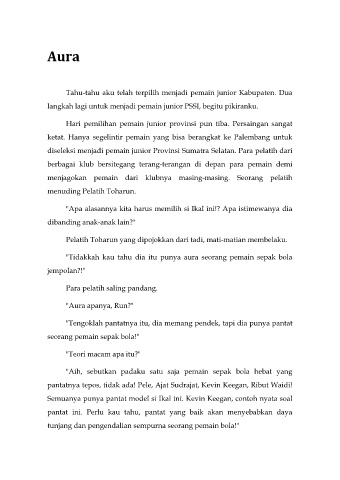 Aura
Tahu-tahu aku telah terpilih menjadi pemain junior Kabupaten. Dua
langkah lagi untuk menjadi pemain junior PSSI, begitu pikiranku.
Hari pemilihan pemain junior provinsi pun tiba. Persaingan sangat
ketat. Hanya segelintir pemain yang bisa berangkat ke Palembang untuk
diseleksi menjadi pemain junior Provinsi Sumatra Selatan. Para pelatih dari
berbagai klub bersitegang terang-terangan di depan para pemain demi
menjagokan pemain dari klubnya masing-masing. Seorang pelatih
menuding Pelatih Toharun.
"Apa alasannya kita harus memilih si Ikal ini!? Apa istimewanya dia
dibanding anak-anak lain?"
Pelatih Toharun yang dipojokkan dari tadi, mati-matian membelaku.
"Tidakkah kau tahu dia itu punya aura seorang pemain sepak bola
jempolan?!"
Para pelatih saling pandang.
"Aura apanya, Run?"
"Tengoklah pantatnya itu, dia memang pendek, tapi dia punya pantat
seorang pemain sepak bola!"
"Teori macam apa itu?"
"Aih, sebutkan padaku satu saja pemain sepak bola hebat yang
pantatnya tepos, tidak ada! Pele, Ajat Sudrajat, Kevin Keegan, Ribut Waidi!
Semuanya punya pantat model si Ikal ini. Kevin Keegan, contoh nyata soal
pantat ini. Perlu kau tahu, pantat yang baik akan menyebabkan daya
tunjang dan pengendalian sempurna seorang pemain bola!"